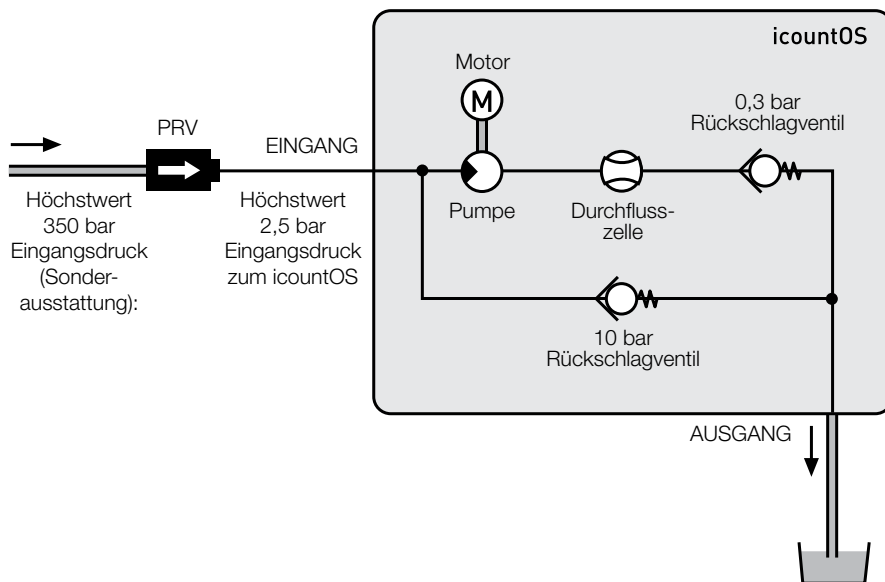 icountOS
Motor
M
0,3 bar
Rückschlagventil
PRV
EINGANG
Höchstwert
350 bar
Eingangsdruck
(Sonder-
ausstattung):
Höchstwert
2,5 bar
Eingangsdruck
zum icountOS
Pumpe
Durchfluss-
zelle
10 bar
Rückschlagventil
AUSGANG